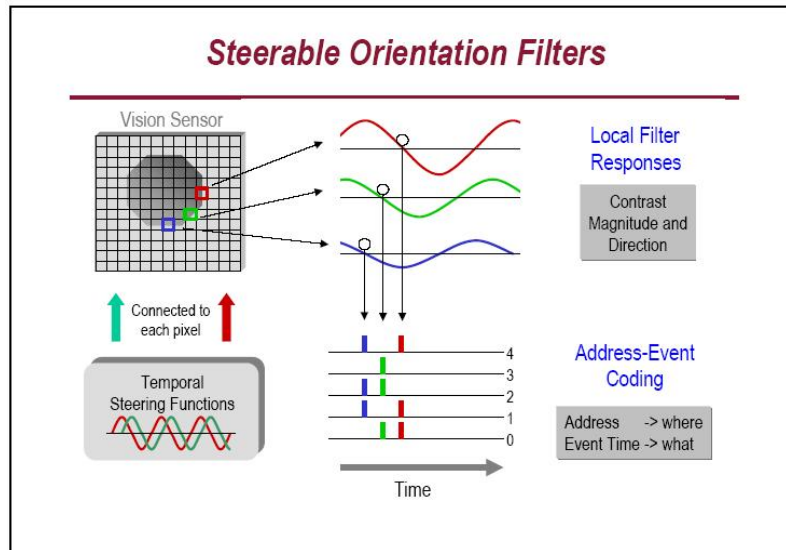 Steerable Orientation Filters
Vision Sensor
Local Filter
Responses
Contrast
Magnitude and
Direction
Connected to
each pixel
Temporal
Steering Functions
4
3
2
1
0
Time
Address-Event
Coding
Address -> where
Event Time -> what